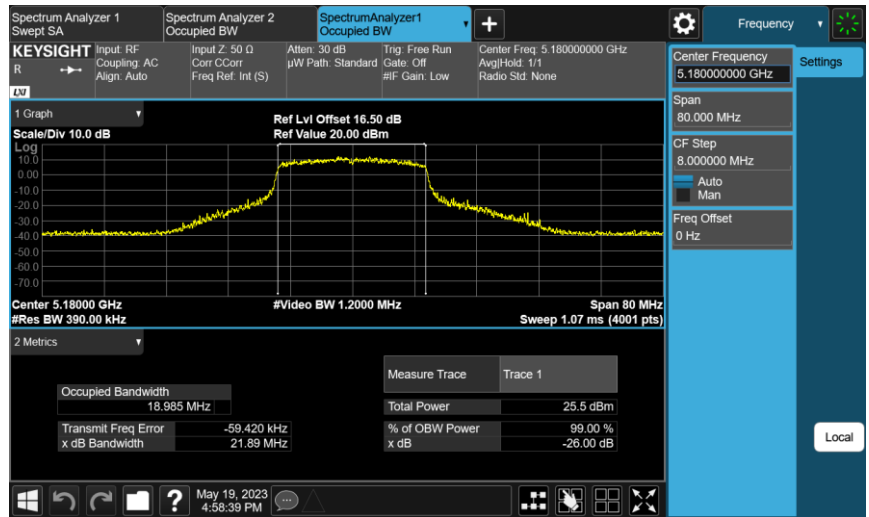 Spectrum Analyzer 1
Swept SA
Spectrum Analyzer 2
Occupied BW
SpectrumAnalyzer1
Occupied BW
Frequency
KEYSIGHT
R
LXI
Input: RF
Coupling: AC
Align: Auto
Input Z: 50 Ω
Corr CCorr
Freq Ref: Int (S)
Atten: 30 dB
µW Path: Standard
Trig: Free Run
Gate: Off
#IF Gain: Low
Center Freq: 5.180000000 GHz
Avg|Hold: 1/1
Radio Std: None
Center Frequency
5.180000000 GHz
Settings
Span
80.000 MHz
CF Step
8.000000 MHz
Auto
Man
Freq Offset
0 Hz
Local
1 Graph
Scale/Div 10.0 dB
Ref Lvl Offset 16.50 dB
Ref Value 20.00 dBm
Log
10.0
0.00
-10.0
-20.0
-30.0
-40.0
-50.0
-60.0
-70.0
Center 5.18000 GHz
#Video BW 1.2000 MHz
Span 80 MHz
#Res BW 390.00 kHz
Sweep 1.07 ms (4001 pts)
2 Metrics
Measure Trace
Trace 1
Occupied Bandwidth
18.985 MHz
Total Power
25.5 dBm
Transmit Freq Error
-59.420 kHz
% of OBW Power
99.00 %
x dB Bandwidth
21.89 MHz
x dB
-26.00 dB
?
May 19, 2023
4:58:39 PM